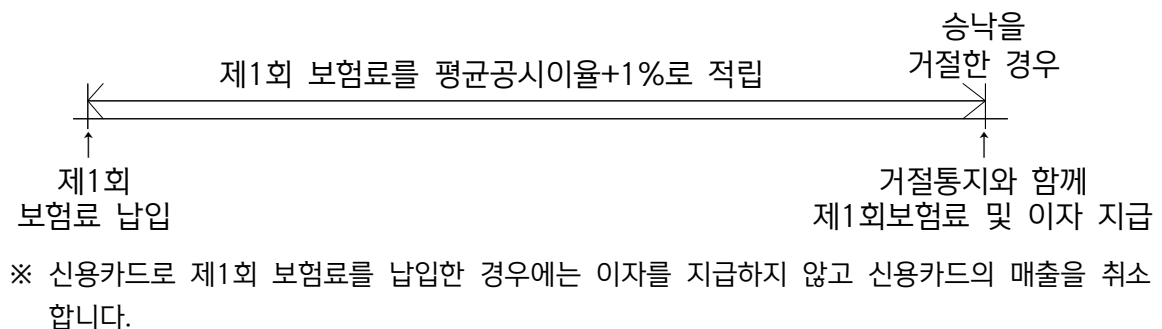 승낙을
거절한 경우
제1회 보험료를 평균공시이율+1%로 적립
제1회
보험료 납입
거절통지와 함께
제1회보험료 및 이자 지급
※ 신용카드로 제1회 보험료를 납입한 경우에는 이자를 지급하지 않고 신용카드의 매출을 취소
합니다.